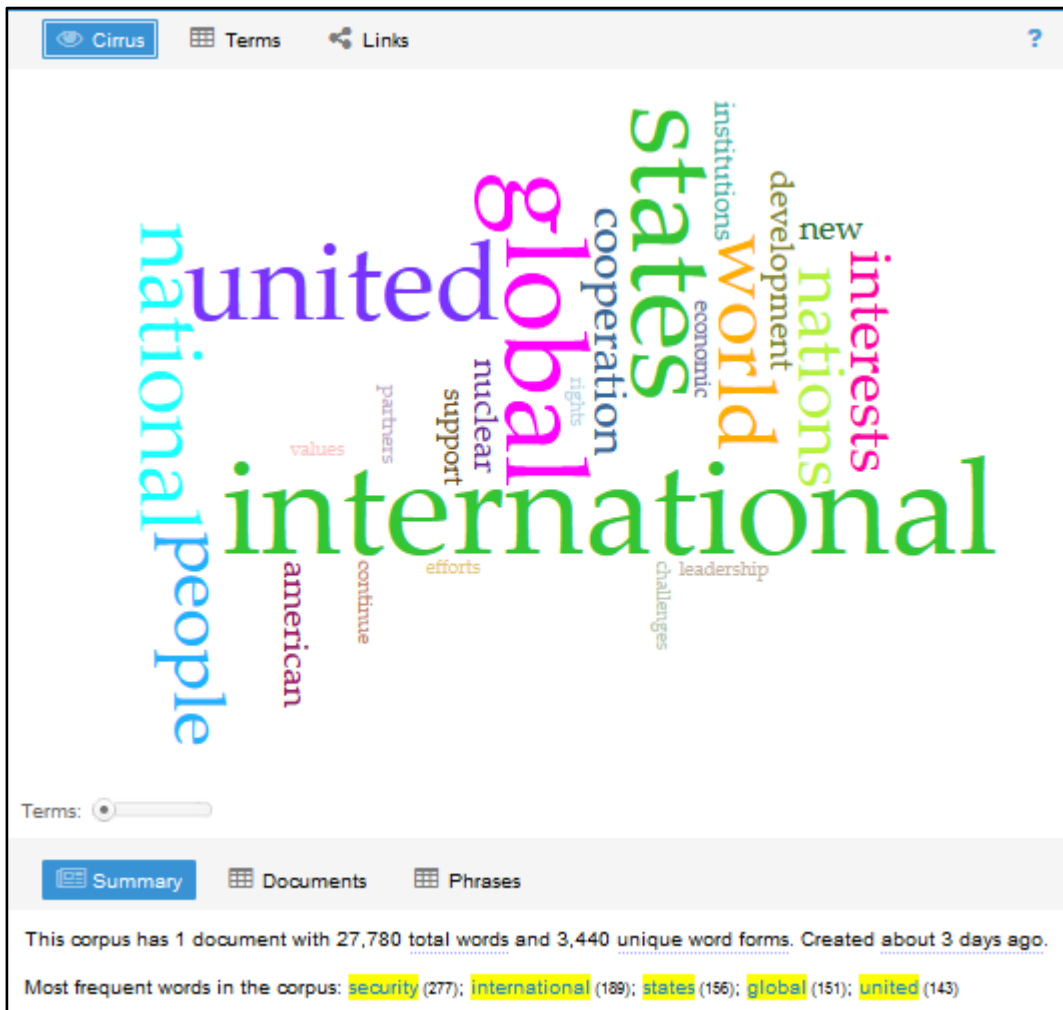 Cirrus Terms Links ?
states
institutions
development
new
global
cooperation
national
united
world
interests
nations
economic
nuclear
rights
partners
support
values
international
people
american
continue
efforts
challenges
leadership
Terms:
Summary Documents Phrases
This corpus has 1 document with 27,780 total words and 3,440 unique word forms. Created about 3 days ago.
Most frequent words in the corpus: security (277); international (189); states (156); global (151); united (143)